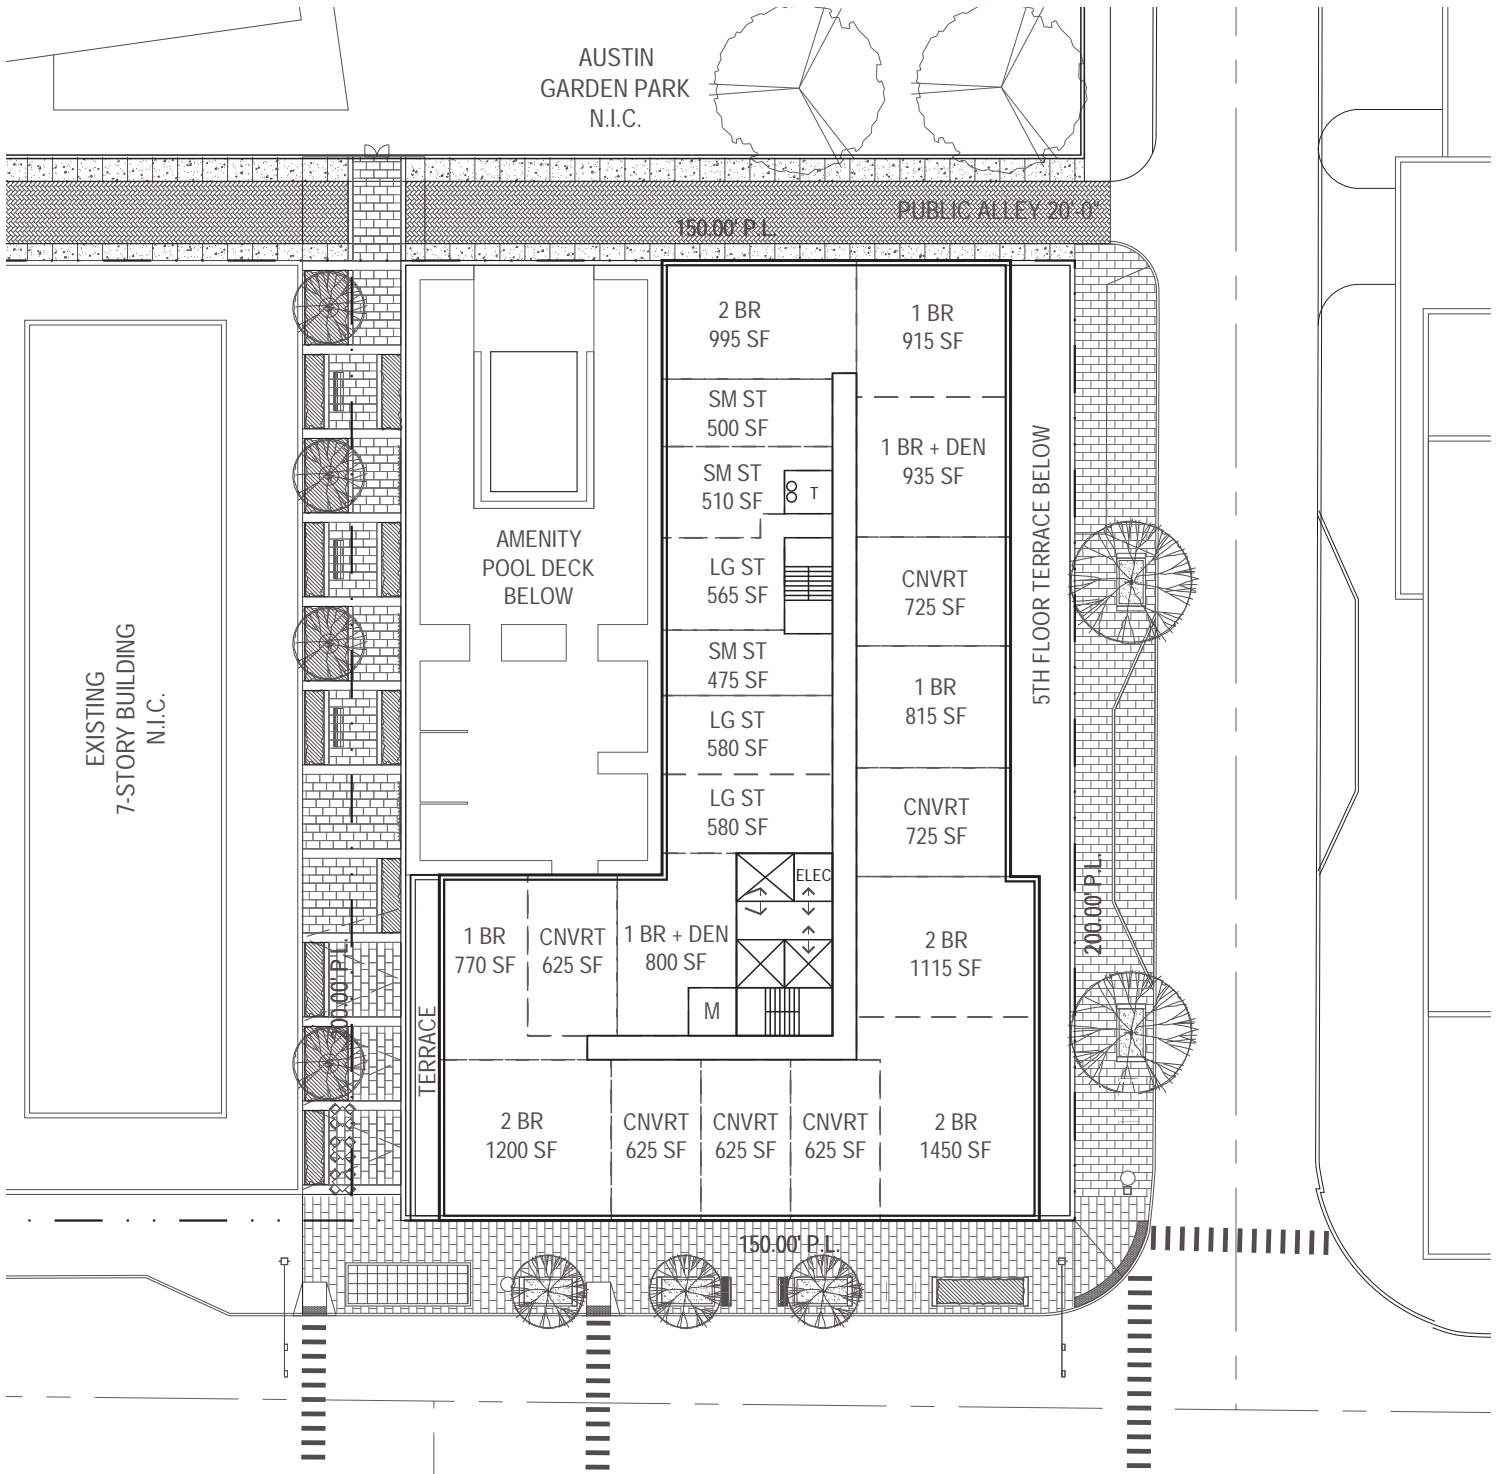 AUSTIN
GARDEN PARK
N.I.C.
PUBLIC ALLEY 20'-0"
150.00' P.L.
2 BR
995 SF
1 BR
915 SF
SM ST
500 SF
1 BR + DEN
935 SF
SM ST
510 SF
T
AMENITY
POOL DECK
BELOW
LG ST
565 SF
CNVRT
725 SF
5TH FLOOR TERRACE BELOW
SM ST
475 SF
1 BR
815 SF
EXISTING
7-STORY BUILDING
N.I.C.
LG ST
580 SF
LG ST
580 SF
CNVRT
725 SF
ELEC
200.00' P.L.
1 BR
770 SF
CNVRT
625 SF
1 BR + DEN
800 SF
2 BR
1115 SF
200.00' P.L.
M
TERRACE
2 BR
1200 SF
CNVRT
625 SF
CNVRT
625 SF
CNVRT
625 SF
2 BR
1450 SF
150.00' P.L.